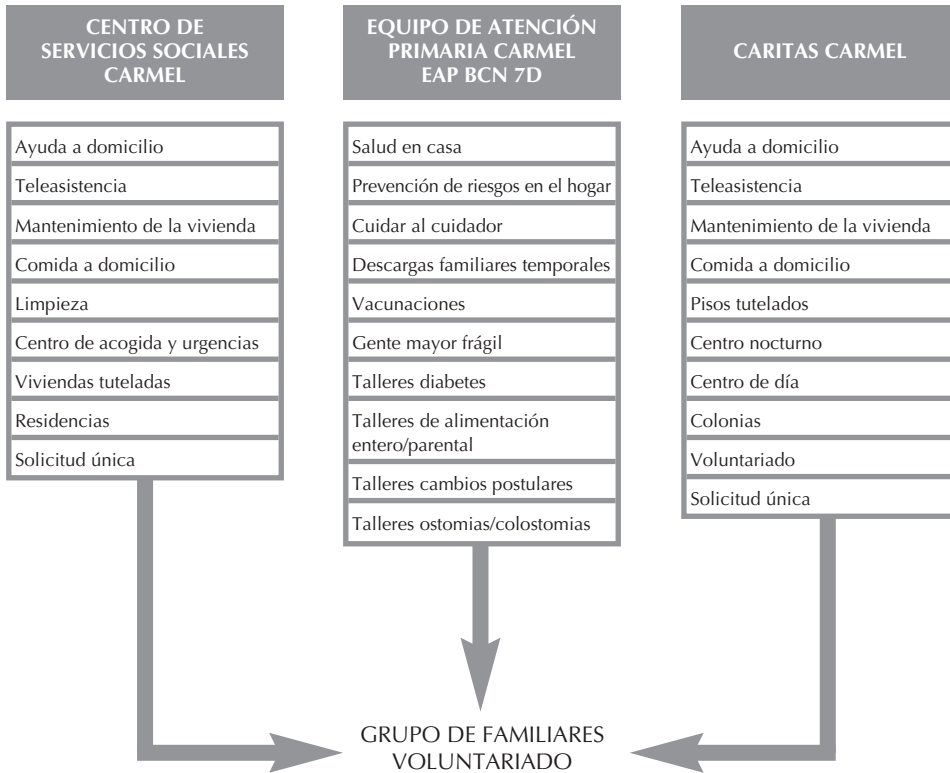 CENTRO DE
SERVICIOS SOCIALES
CARMEL
Ayuda a domicilio
Teleasistencia
Mantenimiento de la vivienda
Comida a domicilio
Limpieza
Centro de acogida y urgencias
Viviendas tuteladas
Residencias
Solicitud única
EQUIPO DE ATENCIÓN
PRIMARIA CARMEL
EAP BCN 7D
Salud en casa
Prevención de riesgos en el hogar
Cuidar al cuidador
Descargas familiares temporales
Vacunaciones
Gente mayor frágil
Talleres diabetes
Talleres de alimentación
entero/parental
Talleres cambios postulares
Talleres ostomias/colostomias
CARITAS CARMEL
Ayuda a domicilio
Teleasistencia
Mantenimiento de la vivienda
Comida a domicilio
Pisos tutelados
Centro nocturno
Centro de día
Colonias
Voluntariado
Solicitud única
GRUPO DE FAMILIARES
VOLUNTARIADO